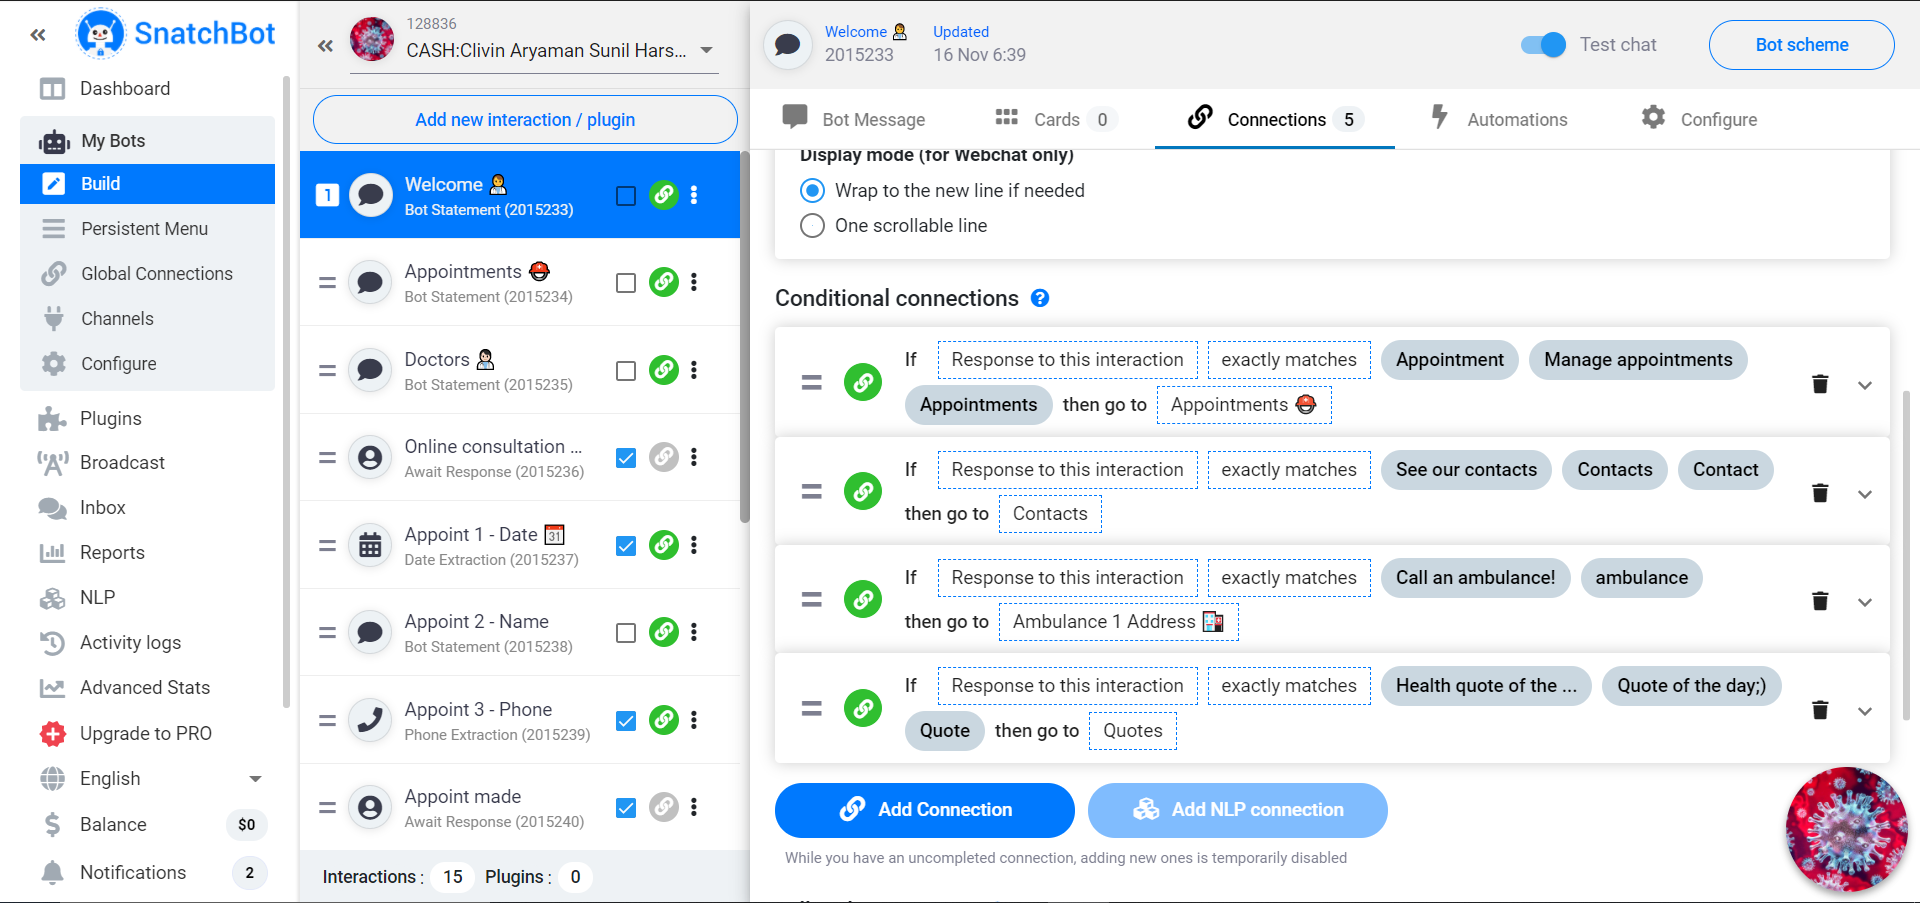 SnatchBot
Dashboard
My Bots
Build
Persistent Menu
Global Connections
Channels
Configure
Plugins
Broadcast
Inbox
Reports
NLP
Activity logs
Advanced Stats
Upgrade to PRO
English
Balance $0
Notifications 2
128836
CASH:Clivin Aryaman Sunil Hars...
Add new interaction / plugin
1
Welcome
Bot Statement (2015233)
Appointments
Bot Statement (2015234)
Doctors
Bot Statement (2015235)
Online consultation ...
Await Response (2015236)
Appoint 1 - Date
Date Extraction (2015237)
Appoint 2 - Name
Bot Statement (2015238)
Appoint 3 - Phone
Phone Extraction (2015239)
Appoint made
Await Response (2015240)
Interactions : 15 Plugins : 0
Welcome Updated
2015233 16 Nov 6:39
Test chat
Bot scheme
Bot Message
Cards 0
Connections 5
Automations
Configure
Display mode (for Webchat only)
Wrap to the new line if needed
One scrollable line
Conditional connections ?
If Response to this interaction exactly matches Appointment Manage appointments
Appointments then go to Appointments
If Response to this interaction exactly matches See our contacts Contacts Contact
then go to Contacts
If Response to this interaction exactly matches Call an ambulance! ambulance
then go to Ambulance 1 Address
If Response to this interaction exactly matches Health quote of the ... Quote of the day;)
Quote then go to Quotes
Add Connection
Add NLP connection
While you have an uncompleted connection, adding new ones is temporarily disabled